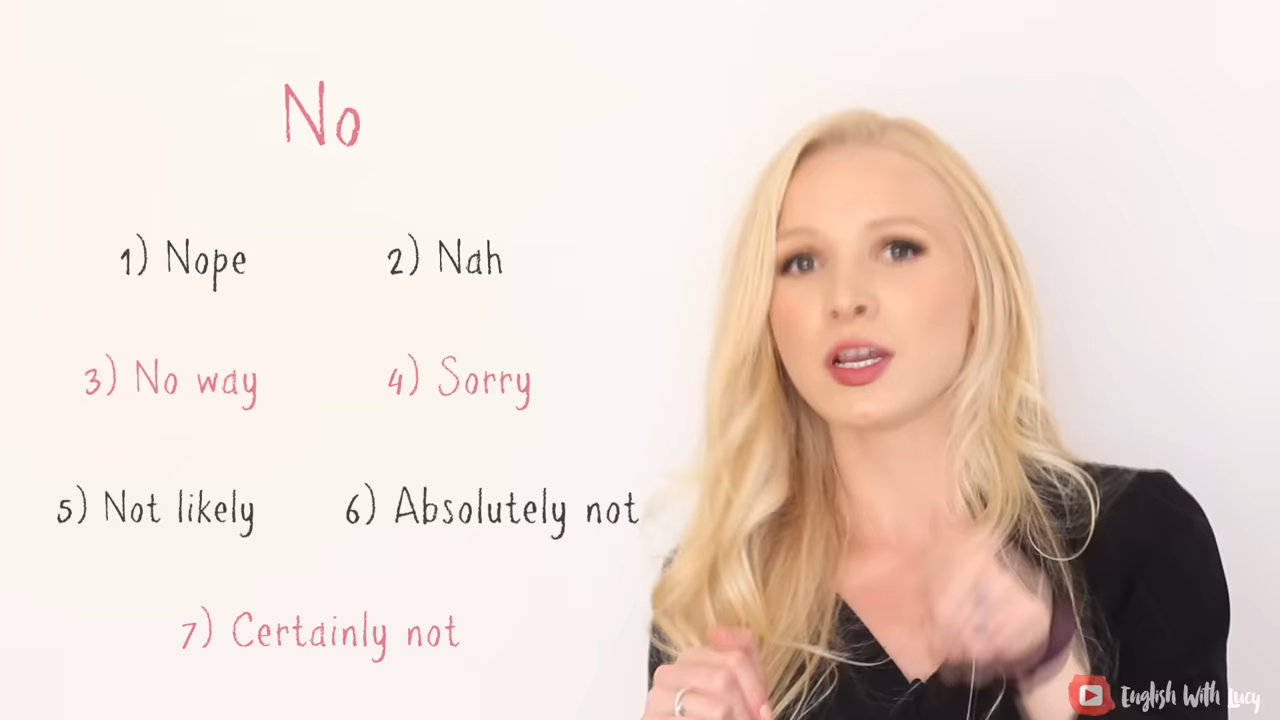 No
1) Nope 2) Nah
3) No way 4) Sorry
5) Not likely 6) Absolutely not
7) Certainly not
English With Lucy